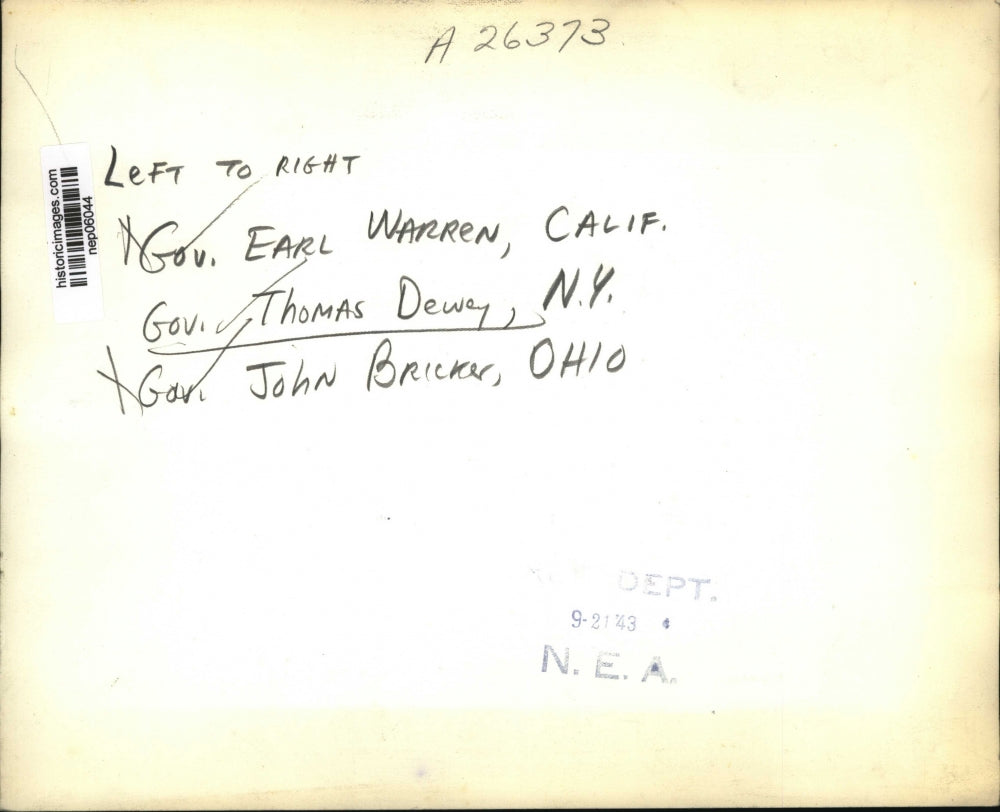 A 26373
historicimages.com
nep06044
LeFT TO RIGHT
Gov. EARL WARREN, CALIF.
Gov. THOMAS Dewey, N.Y.
Gov. JOHN BRICKER, OHIO
DEPT.
9-21'43
N. E. A.